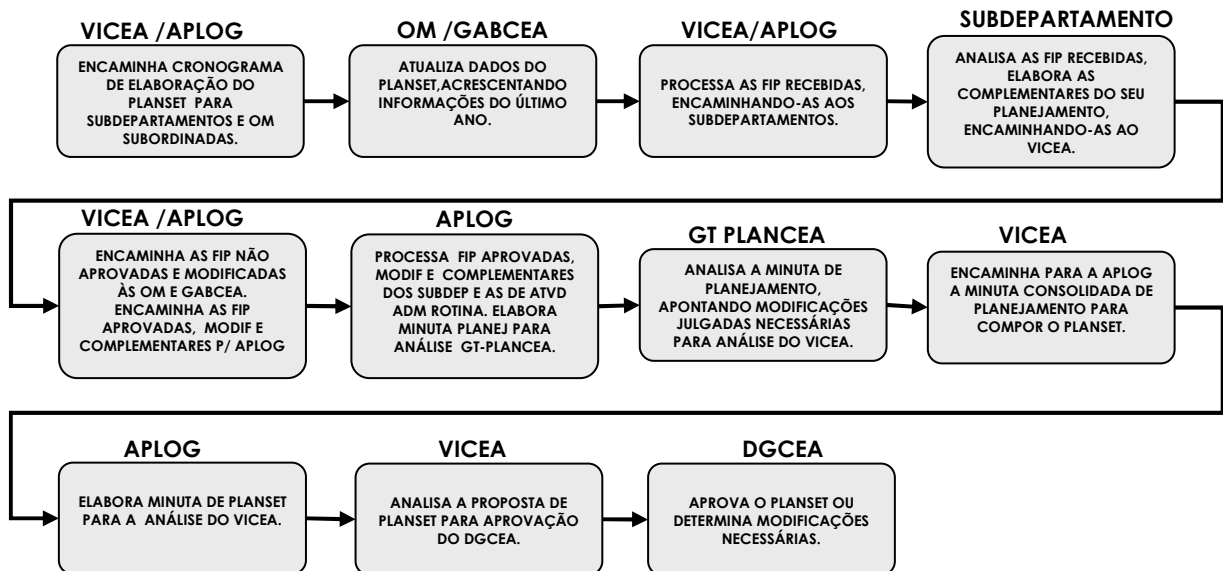 VICEA /APLOG
ENCAMINHA CRONOGRAMA
DE ELABORAÇÃO DO
PLANSET PARA
SUBDEPARTAMENTOS E OM
SUBORDINADAS.
OM /GABCEA
ATUALIZA DADOS DO
PLANSET,ACRESCENTANDO
INFORMAÇÕES DO ÚLTIMO
ANO.
VICEA/APLOG
PROCESSA AS FIP RECEBIDAS,
ENCAMINHANDO-AS AOS
SUBDEPARTAMENTOS.
SUBDEPARTAMENTO
ANALISA AS FIP RECEBIDAS,
ELABORA AS
COMPLEMENTARES DO SEU
PLANEJAMENTO,
ENCAMINHANDO-AS AO
VICEA.
VICEA /APLOG
ENCAMINHA AS FIP NÃO
APROVADAS E MODIFICADAS
ÀS OM E GABCEA.
ENCAMINHA AS FIP
APROVADAS, MODIF E
COMPLEMENTARES P/ APLOG
APLOG
PROCESSA FIP APROVADAS,
MODIF E COMPLEMENTARES
DOS SUBDEP E AS DE ATVD
ADM ROTINA. ELABORA
MINUTA PLANEJ PARA
ANÁLISE GT-PLANCEA.
GT PLANCEA
ANALISA A MINUTA DE
PLANEJAMENTO,
APONTANDO MODIFICAÇÕES
JULGADAS NECESSÁRIAS
PARA ANÁLISE DO VICEA.
VICEA
ENCAMINHA PARA A APLOG
A MINUTA CONSOLIDADA DE
PLANEJAMENTO PARA
COMPOR O PLANSET.
APLOG
ELABORA MINUTA DE PLANSET
PARA A ANÁLISE DO VICEA.
VICEA
ANALISA A PROPOSTA DE
PLANSET PARA APROVAÇÃO
DO DGCEA.
DGCEA
APROVA O PLANSET OU
DETERMINA MODIFICAÇÕES
NECESSÁRIAS.